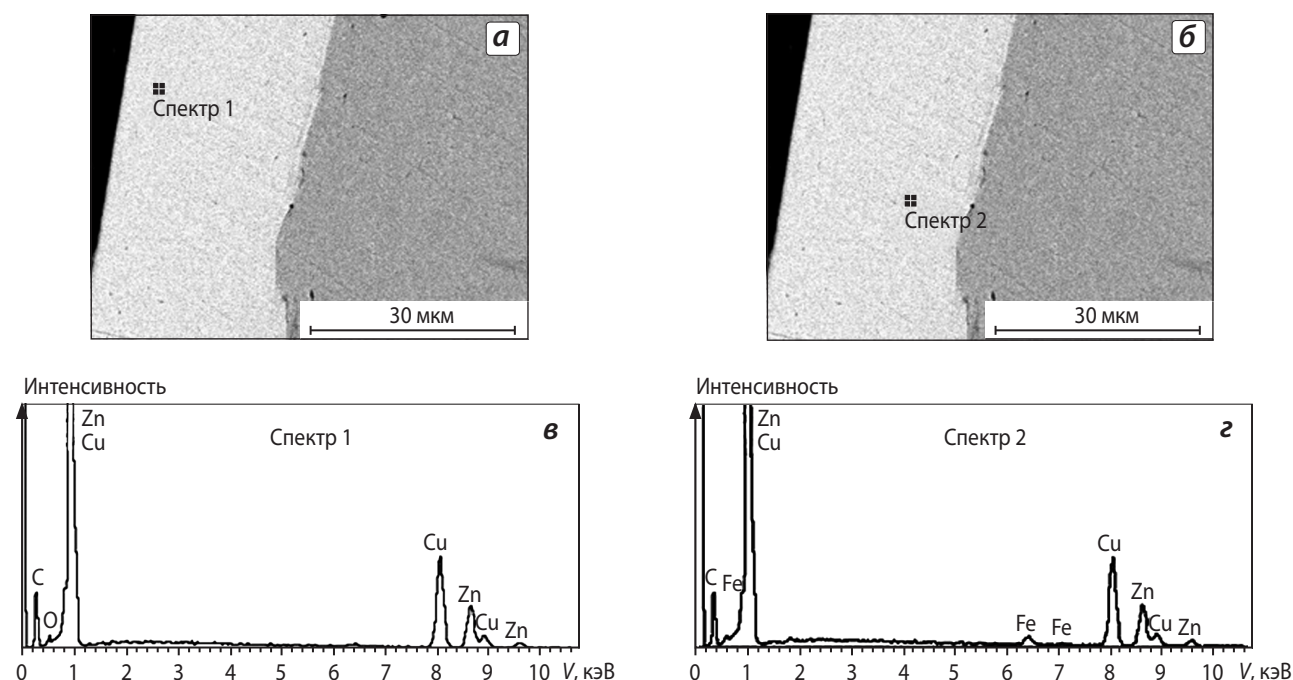 а
Спектр 1
30 мкм
б
Спектр 2
30 мкм
Интенсивность
Zn
Cu
Спектр 1
в
C
O
Cu
Zn
Cu
Zn
0 1 2 3 4 5 6 7 8 9 10 V, кэВ
Интенсивность
Zn
Cu
Спектр 2
г
C
Fe
Fe
Fe
Cu
Zn
Cu
Zn
0 1 2 3 4 5 6 7 8 9 10 V, кэВ